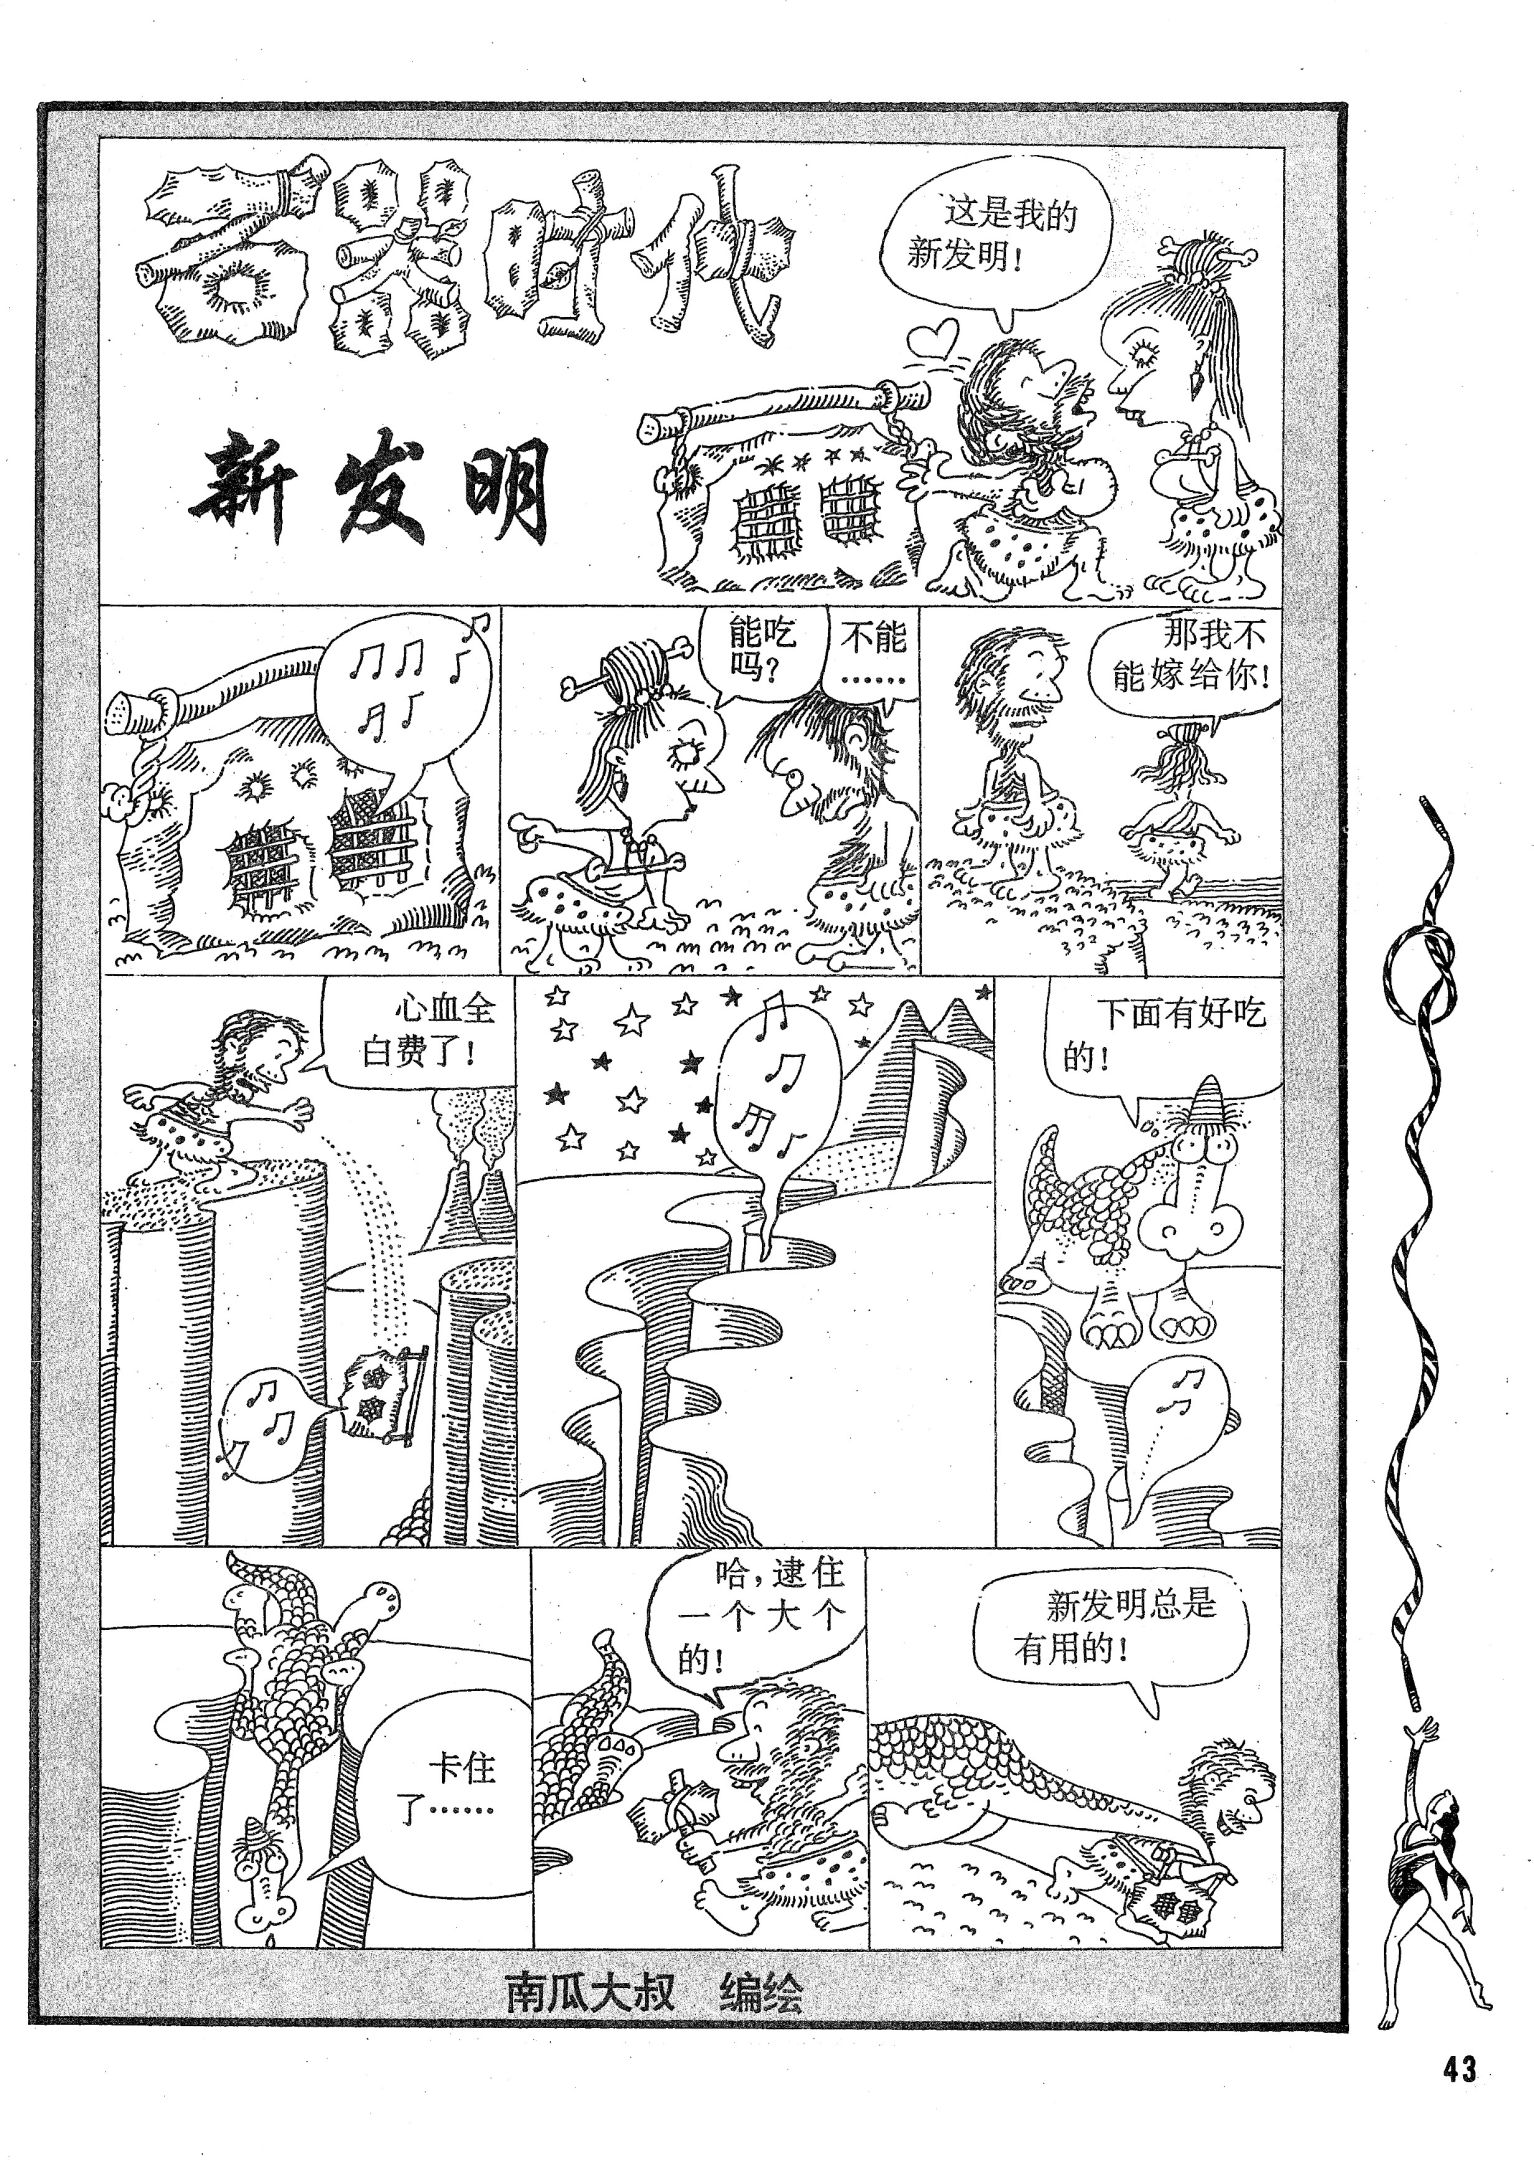 石器时代
新发明
这是我的
新发明!
能吃
吗?
不能
……
那我不
能嫁给你!
心血全
白费了!
下面有好吃
的!
卡住
了……
哈,逮住
一个大个
的!
新发明总是
有用的!
南瓜大叔 编绘
43